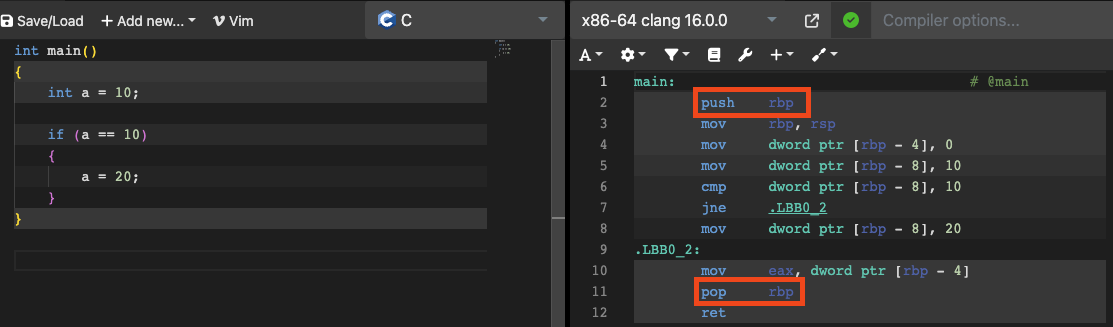 Save/Load + Add new... Vim C
int main()
{
    int a = 10;
    if (a == 10)
    {
        a = 20;
    }
}
x86-64 clang 16.0.0 Compiler options...
A
1 main: # @main
2 push rbp
3 mov rbp, rsp
4 mov dword ptr [rbp - 4], 0
5 mov dword ptr [rbp - 8], 10
6 cmp dword ptr [rbp - 8], 10
7 jne .LBB0_2
8 mov dword ptr [rbp - 8], 20
9 .LBB0_2:
10 mov eax, dword ptr [rbp - 4]
11 pop rbp
12 ret